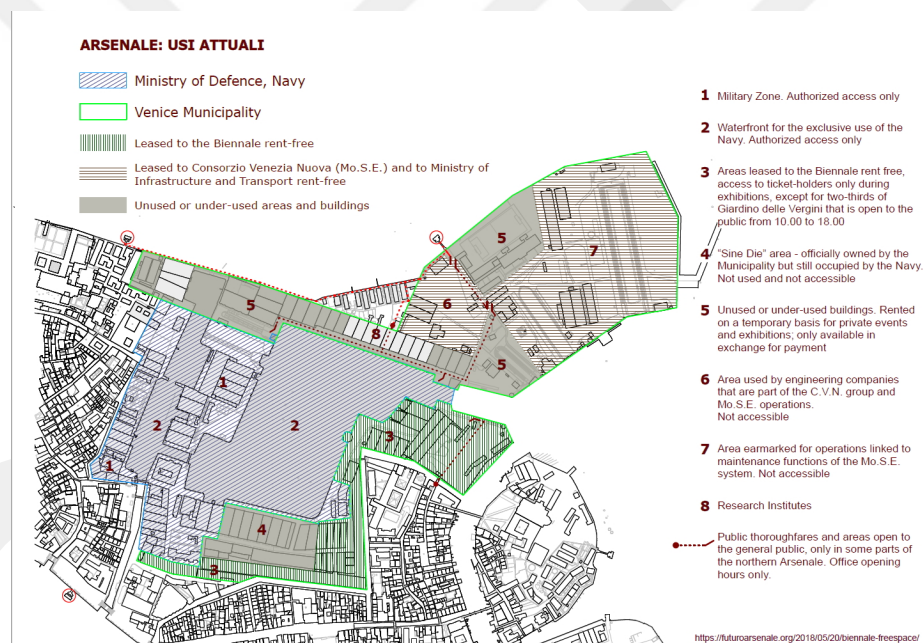 ARSENALE: USI ATTUALI
Ministry of Defence, Navy
Venice Municipality
Leased to the Biennale rent-free
Leased to Consorzio Venezia Nuova (Mo.S.E.) and to Ministry of
Infrastructure and Transport rent-free
Unused or under-used areas and buildings
1 Military Zone. Authorized access only
2 Waterfront for the exclusive use of the
Navy. Authorized access only
3 Areas leased to the Biennale rent free,
access to ticket-holders only during
exhibitions, except for two-thirds of
Giardino delle Vergini that is open to the
public from 10.00 to 18.00
4 "Sine Die" area - officially owned by the
Municipality but still occupied by the Navy.
Not used and not accessible
5 Unused or under-used buildings. Rented
on a temporary basis for private events
and exhibitions; only available in
exchange for payment
6 Area used by engineering companies
that are part of the C.V.N. group and
Mo.S.E. operations.
Not accessible
7 Area earmarked for operations linked to
maintenance functions of the Mo.S.E.
system. Not accessible
8 Research Institutes
Public thoroughfares and areas open to
the general public, only in some parts of
the northern Arsenale. Office opening
hours only.
5
7
5
6
8
5
1
2
2
3
1
4
3
https://futuroarsenale.org/2018/05/20/biennale-freespace/